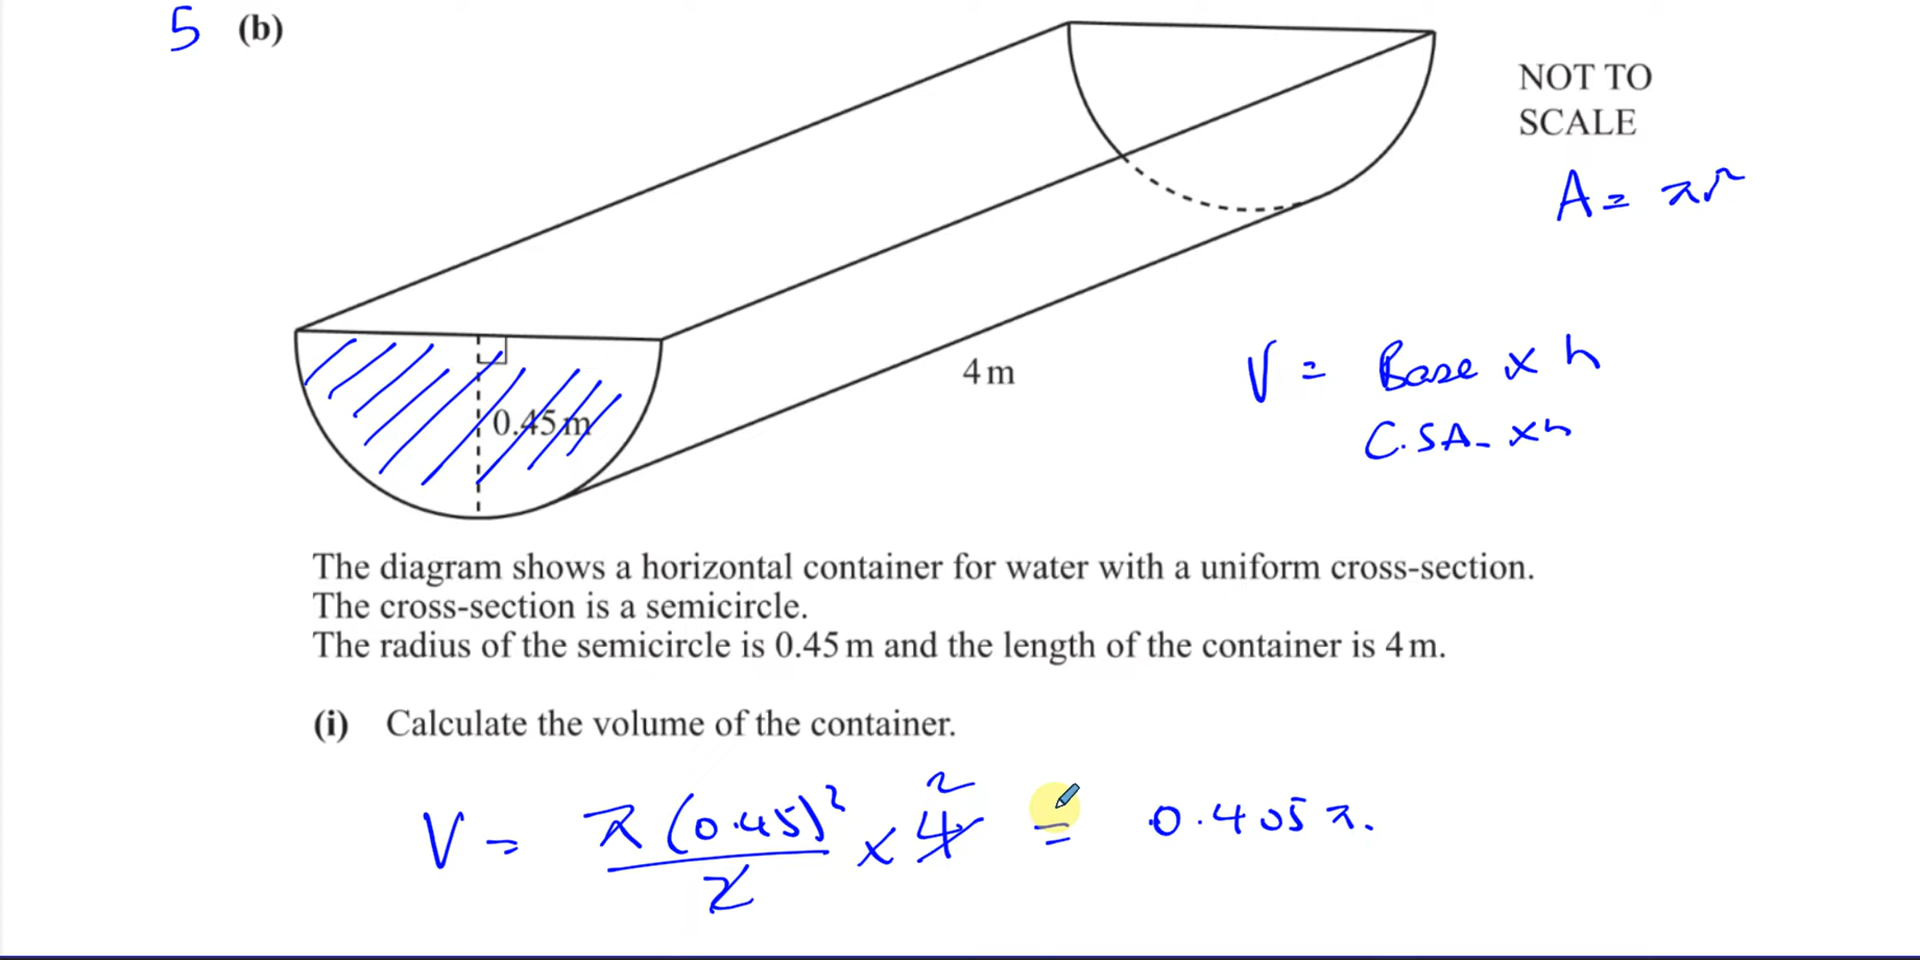 5 (b)
NOT TO
SCALE
A = πr²
4 m
0.45 m
V = Base x h
C.S.A. x h
The diagram shows a horizontal container for water with a uniform cross-section.
The cross-section is a semicircle.
The radius of the semicircle is 0.45 m and the length of the container is 4 m.
(i) Calculate the volume of the container.
V = π(0.45)²/2 x 4 2 = 0.405π.